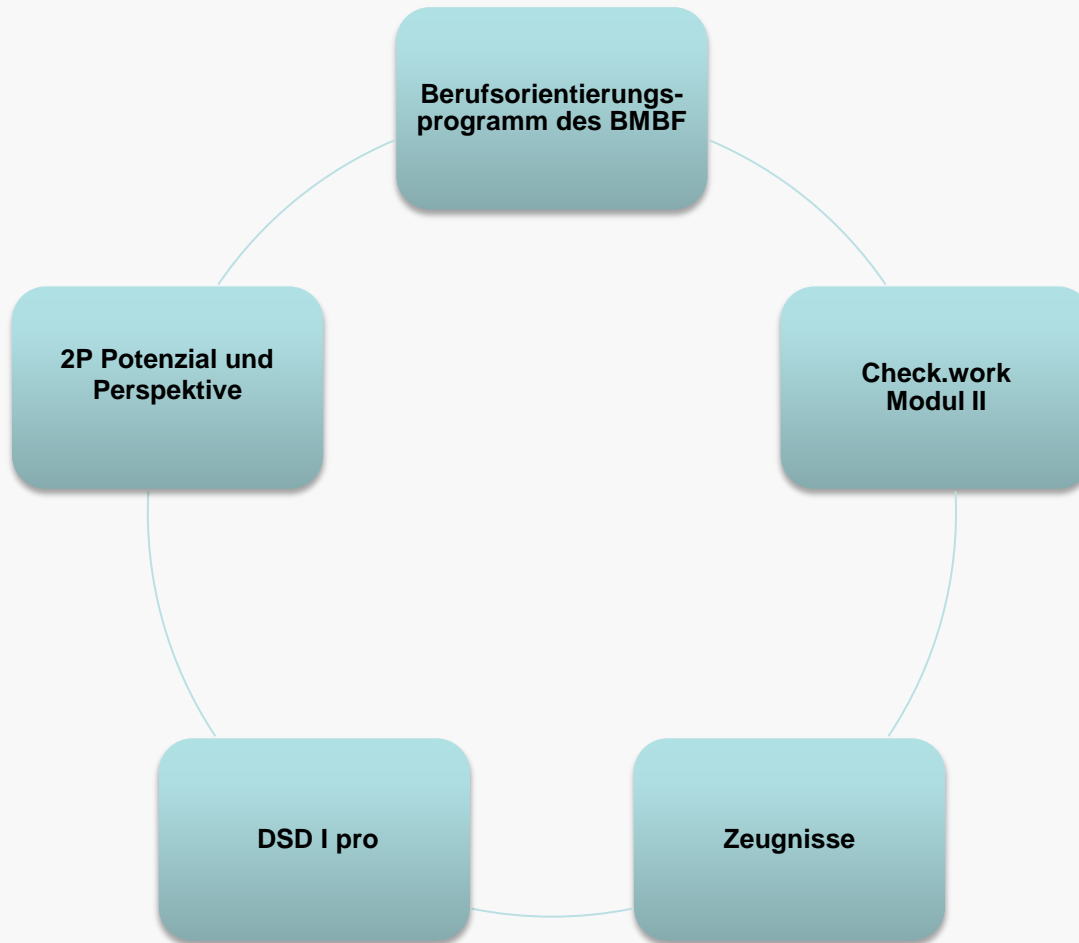 Berufsorientierungs-
programm des BMBF
2P Potenzial und
Perspektive
Check.work
Modul II
DSD I pro
Zeugnisse